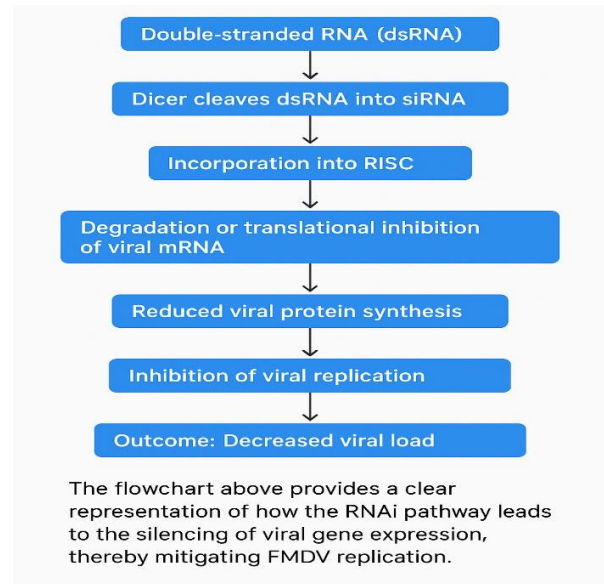 Double-stranded RNA (dsRNA)
Dicer cleaves dsRNA into siRNA
Incorporation into RISC
Degradation or translational inhibition
of viral mRNA
Reduced viral protein synthesis
Inhibition of viral replication
Outcome: Decreased viral load
The flowchart above provides a clear
representation of how the RNAi pathway leads
to the silencing of viral gene expression,
thereby mitigating FMDV replication.